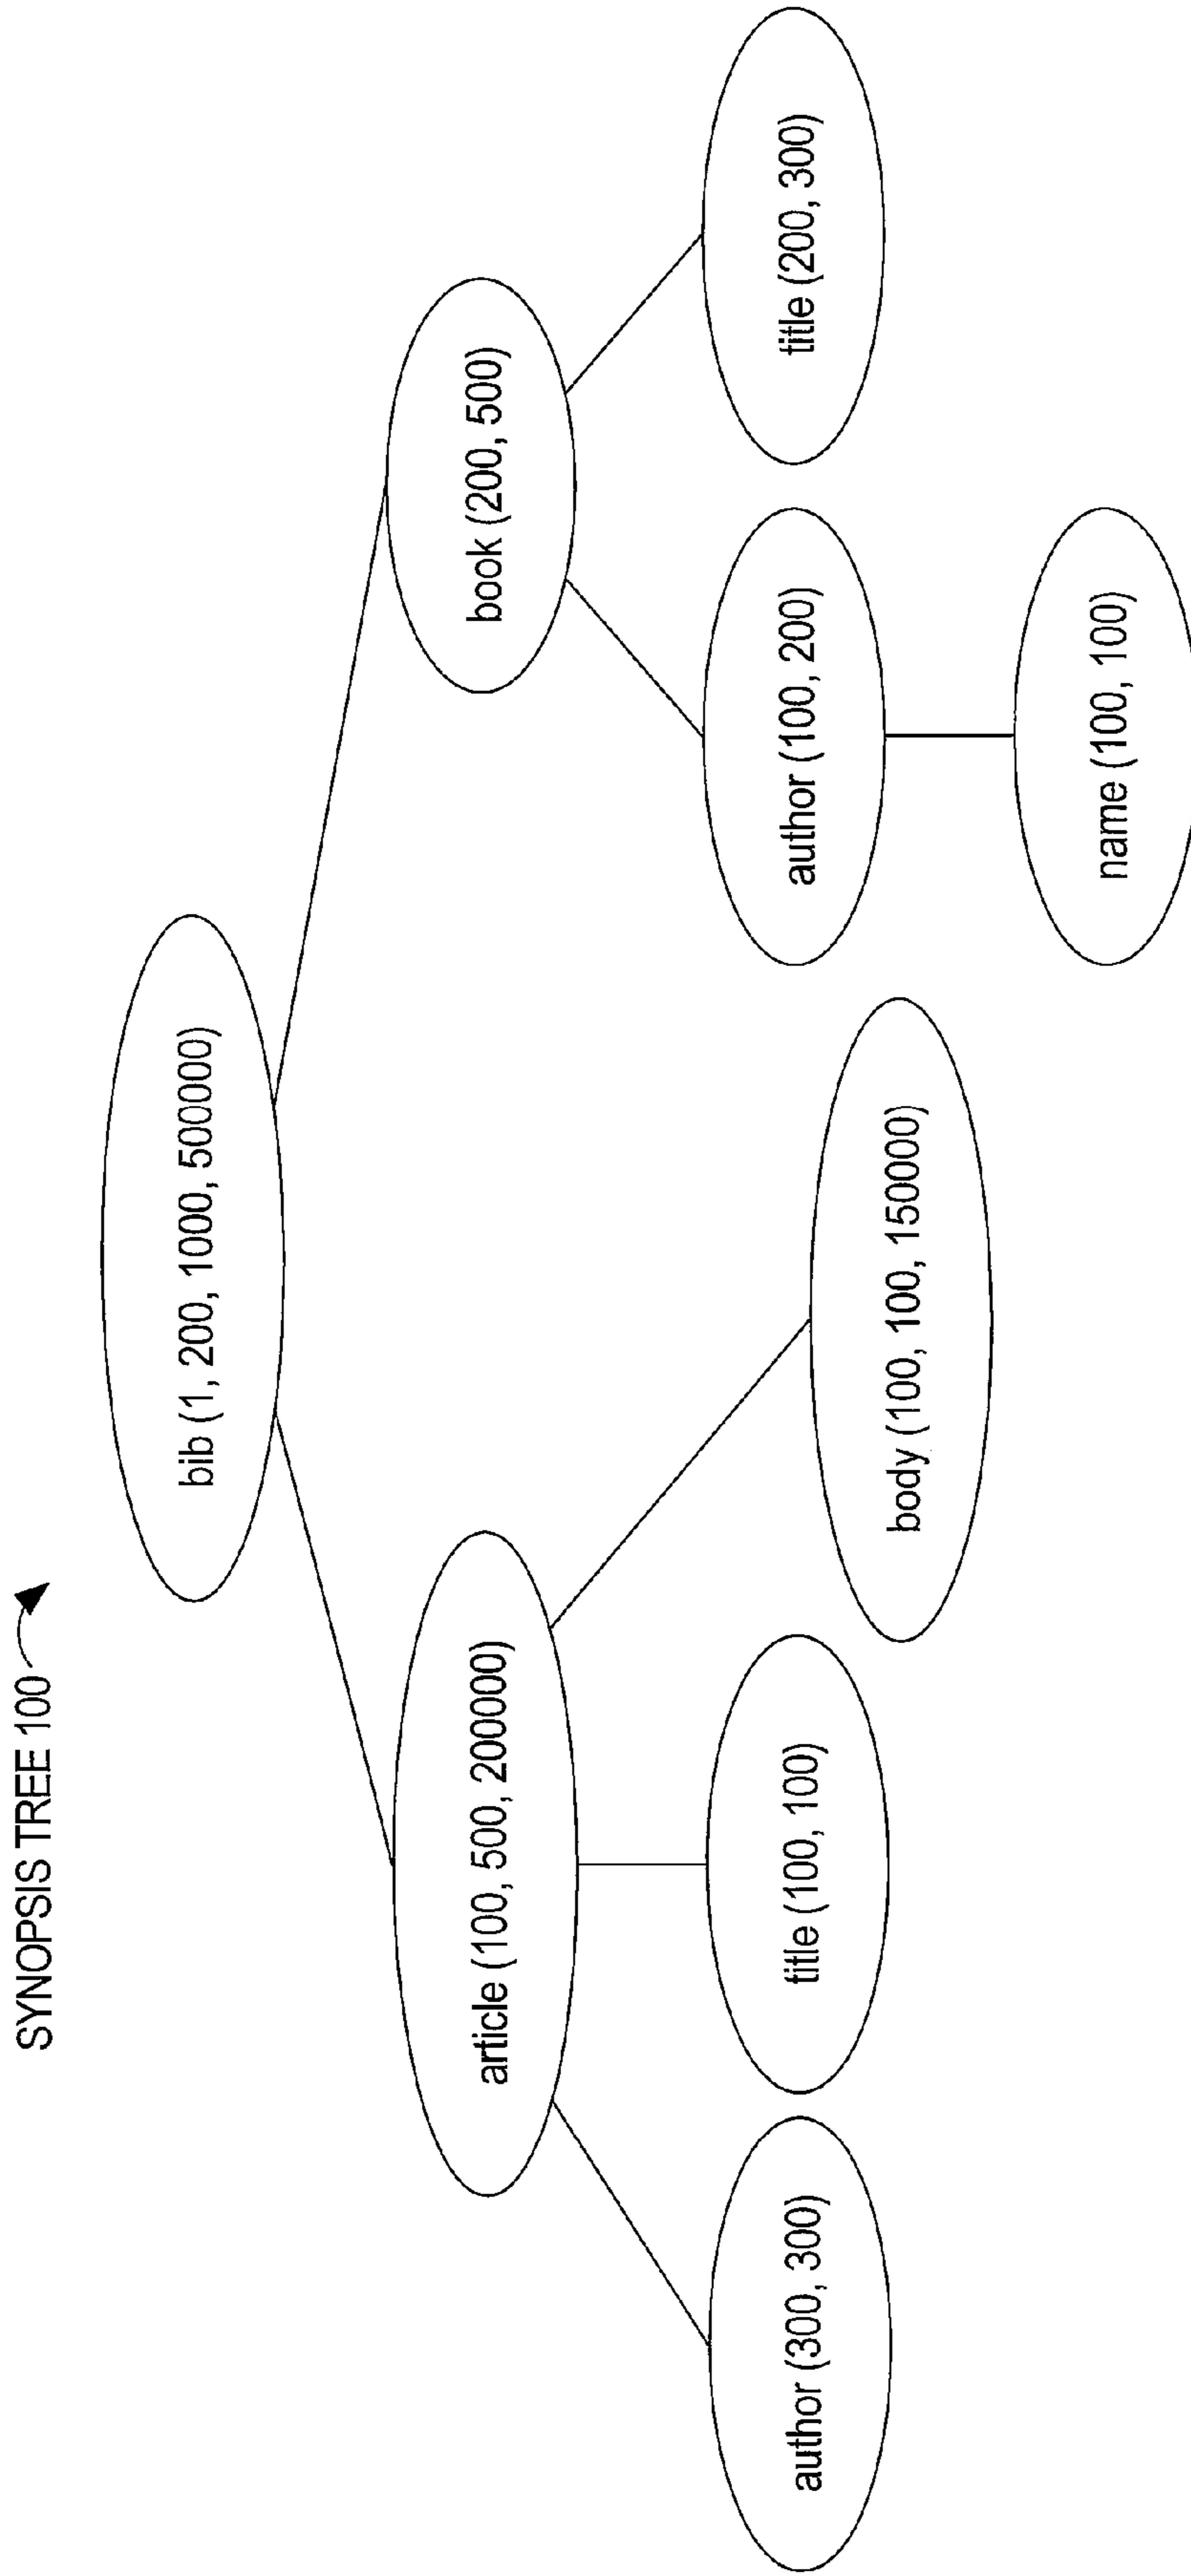 SYNOPSIS TREE 100
bib (1, 200, 1000, 500000)
article (100, 500, 200000)
book (200, 500)
author (300, 300)
title (100, 100)
body (100, 100, 150000)
author (100, 200)
title (200, 300)
name (100, 100)